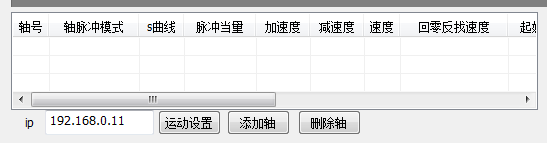 轴号 轴脉冲模式 s曲线 脉冲当量 加速度 减速度 速度 回零反找速度 起
ip 192.168.0.11 运动设置 添加轴 删除轴